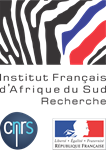 Institut Français
d'Afrique du Sud
Recherche
cnrs
Liberté • Égalité • Fraternité
RÉPUBLIQUE FRANÇAISE